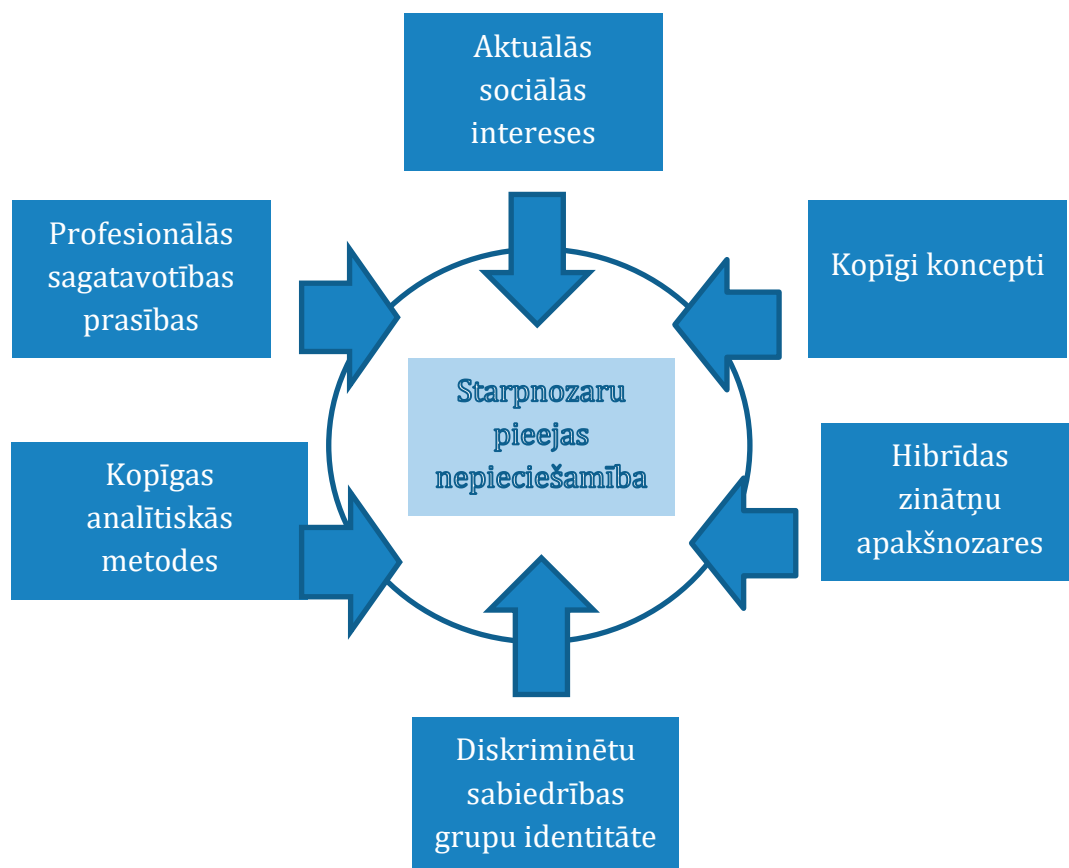 Aktuālās
sociālās
intereses
Profesionālās
sagatavotības
prasības
Kopīgi koncepti
Starpnozaru
pieejas
nepieciešamība
Kopīgas
analītiskās
metodes
Hibrīdas
zinātņu
apakšnozares
Diskriminētu
sabiedrības
grupu identitāte